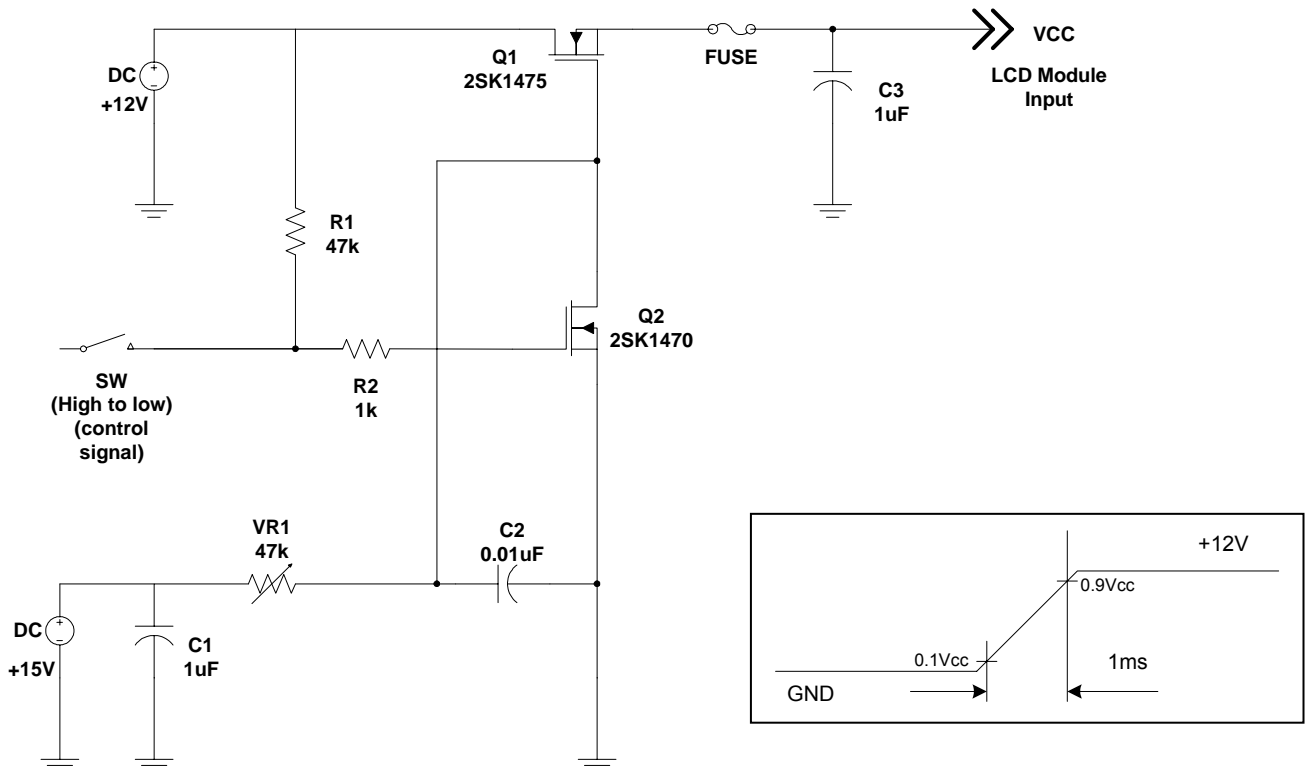 DC
+12V
Q1
2SK1475
FUSE
C3
1uF
VCC
LCD Module
Input
R1
47k
Q2
2SK1470
SW
(High to low)
(control
signal)
R2
1k
VR1
47k
C2
0.01uF
DC
+15V
C1
1uF
+12V
0.9Vcc
0.1Vcc
1ms
GND